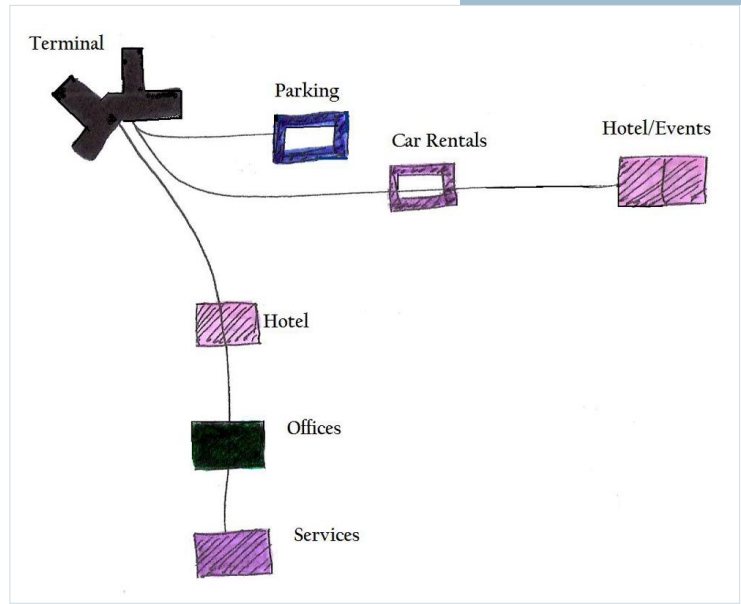 Terminal
Parking
Car Rentals
Hotel/Events
Hotel
Offices
Services